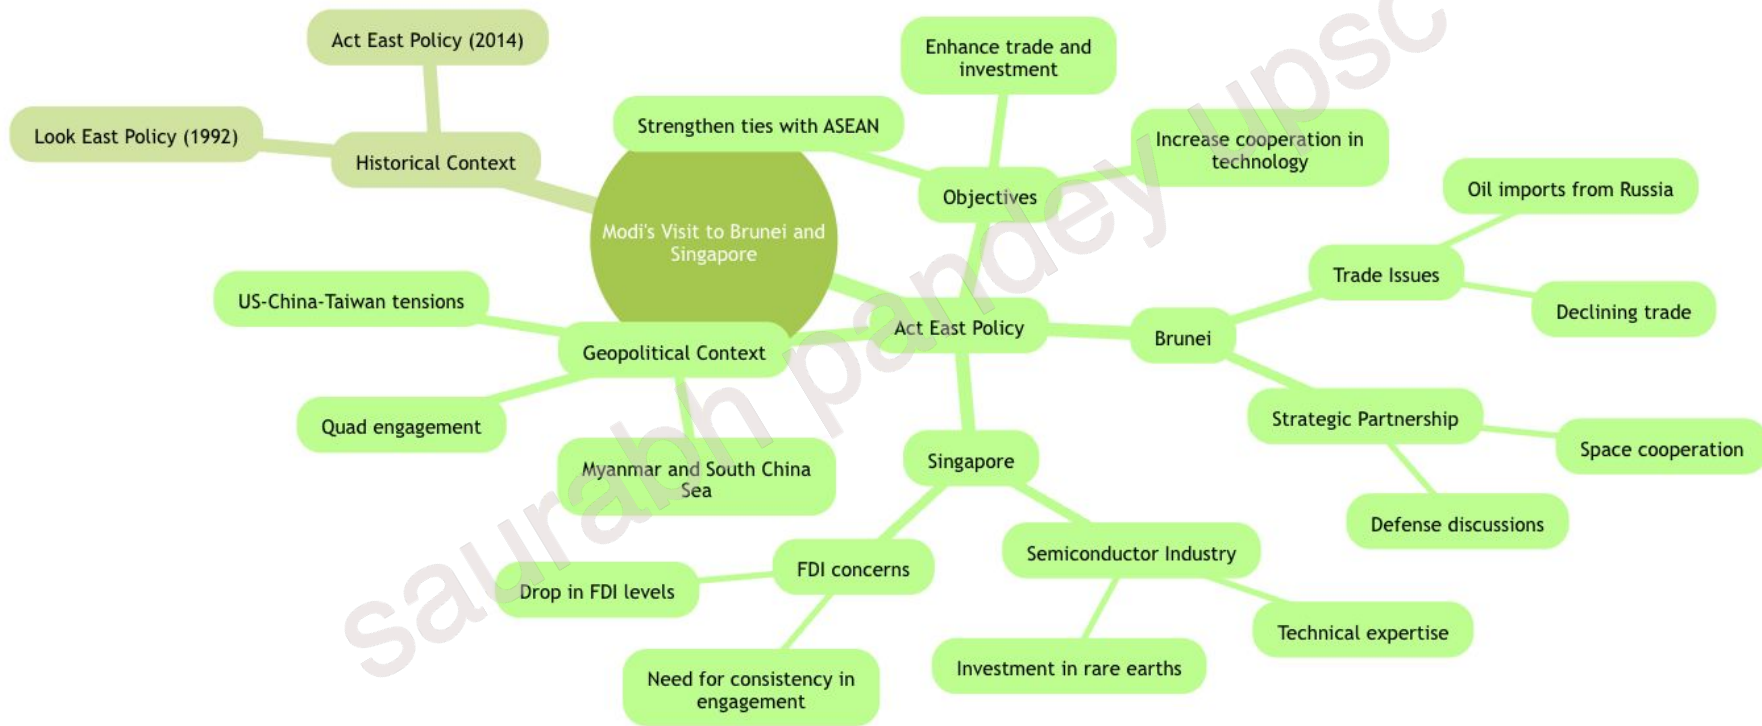 Act East Policy (2014)
Look East Policy (1992)
Historical Context
Modi's Visit to Brunei and
Singapore
Strengthen ties with ASEAN
Enhance trade and
investment
Increase cooperation in
technology
Objectives
Act East Policy
Geopolitical Context
US-China-Taiwan tensions
Quad engagement
Myanmar and South China
Sea
Brunei
Trade Issues
Oil imports from Russia
Declining trade
Strategic Partnership
Space cooperation
Defense discussions
Singapore
FDI concerns
Drop in FDI levels
Need for consistency in
engagement
Semiconductor Industry
Technical expertise
Investment in rare earths
saurabh pandey upsc